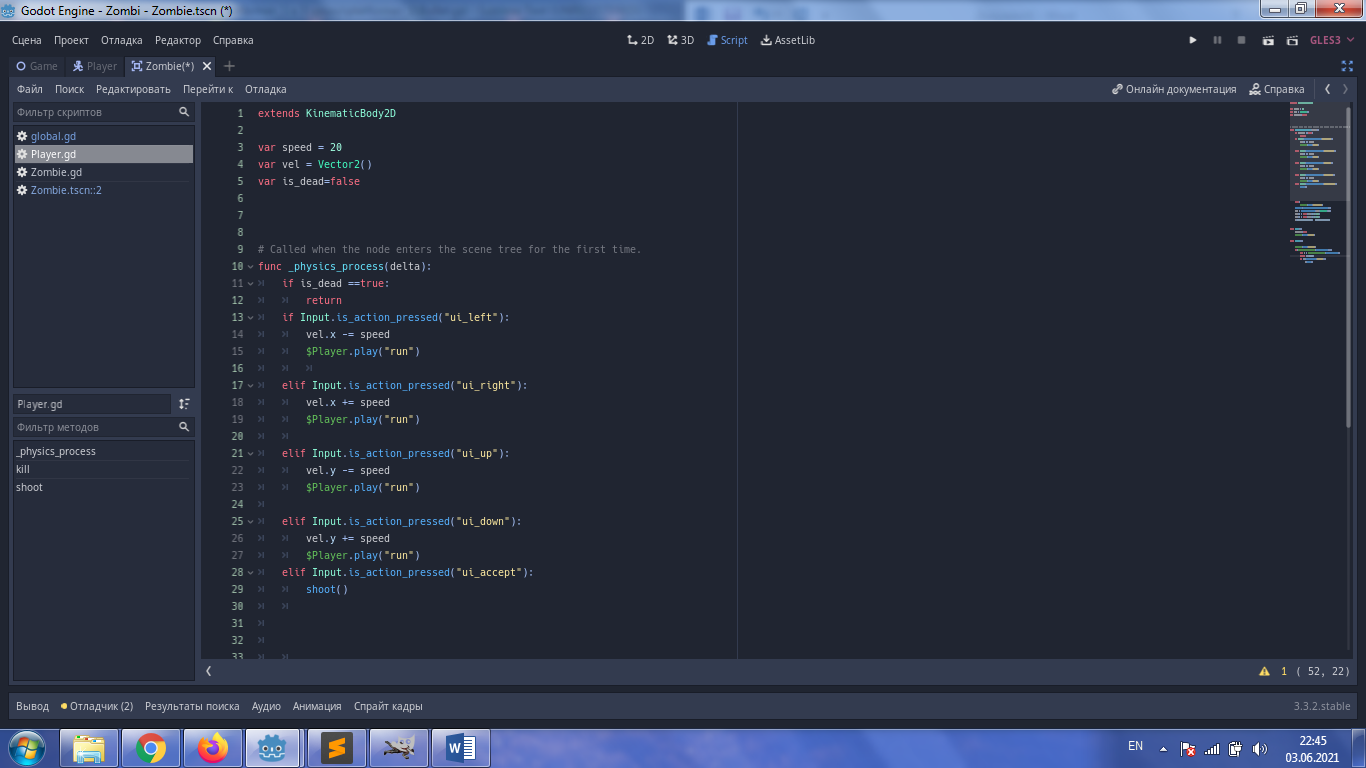 Godot Engine - Zombi - Zombie.tscn (*)
Сцена Проект Отладка Редактор Справка 2D 3D Script AssetLib GLES3
Game Player Zombie(*)
Файл Поиск Редактировать Перейти к Отладка Онлайн документация Справка
Фильтр скриптов
global.gd
Player.gd
Zombie.gd
Zombie.tscn::2
Player.gd
Фильтр методов
_physics_process
kill
shoot
1 extends KinematicBody2D
2
3 var speed = 20
4 var vel = Vector2()
5 var is_dead=false
6
7
8
9 # Called when the node enters the scene tree for the first time.
10 func _physics_process(delta):
11 if is_dead ==true:
12 return
13 if Input.is_action_pressed("ui_left"):
14 vel.x -= speed
15 $Player.play("run")
16
17 elif Input.is_action_pressed("ui_right"):
18 vel.x += speed
19 $Player.play("run")
20
21 elif Input.is_action_pressed("ui_up"):
22 vel.y -= speed
23 $Player.play("run")
24
25 elif Input.is_action_pressed("ui_down"):
26 vel.y += speed
27 $Player.play("run")
28 elif Input.is_action_pressed("ui_accept"):
29 shoot()
30
31
32
33
1 ( 52, 22)
Вывод Отладчик (2) Результаты поиска Аудио Анимация Спрайт кадры 3.3.2.stable
EN 22:45
03.06.2021